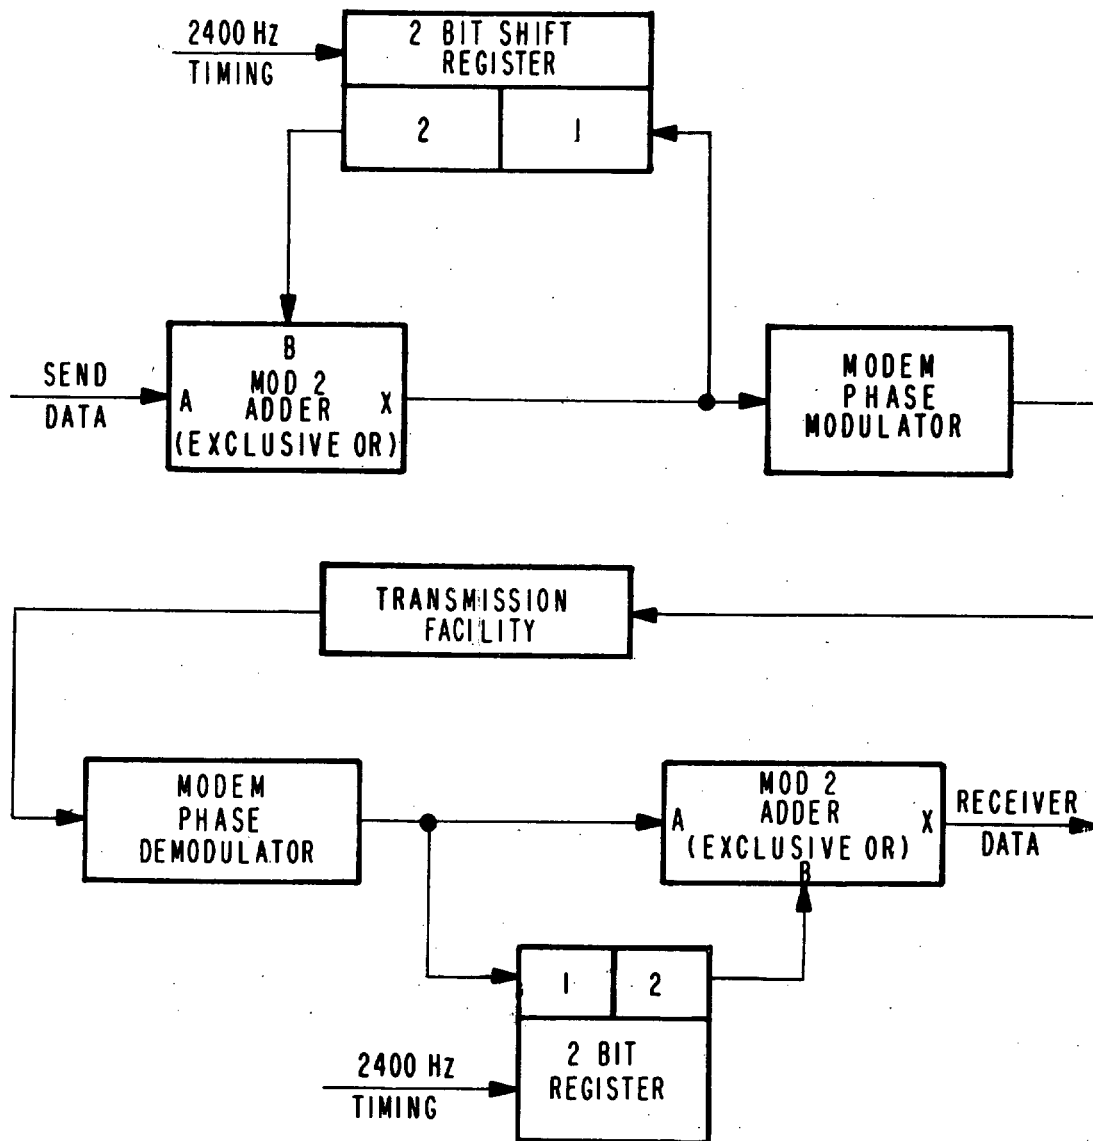 2400 Hz
TIMING
2 BIT SHIFT
REGISTER
2
1
SEND
DATA
A
B
MOD 2
ADDER
(EXCLUSIVE OR)
X
MODEM
PHASE
MODULATOR
TRANSMISSION
FACILITY
MODEM
PHASE
DEMODULATOR
A
MOD 2
ADDER
(EXCLUSIVE OR)
B
X
RECEIVER
DATA
1
2
2 BIT
REGISTER
2400 Hz
TIMING